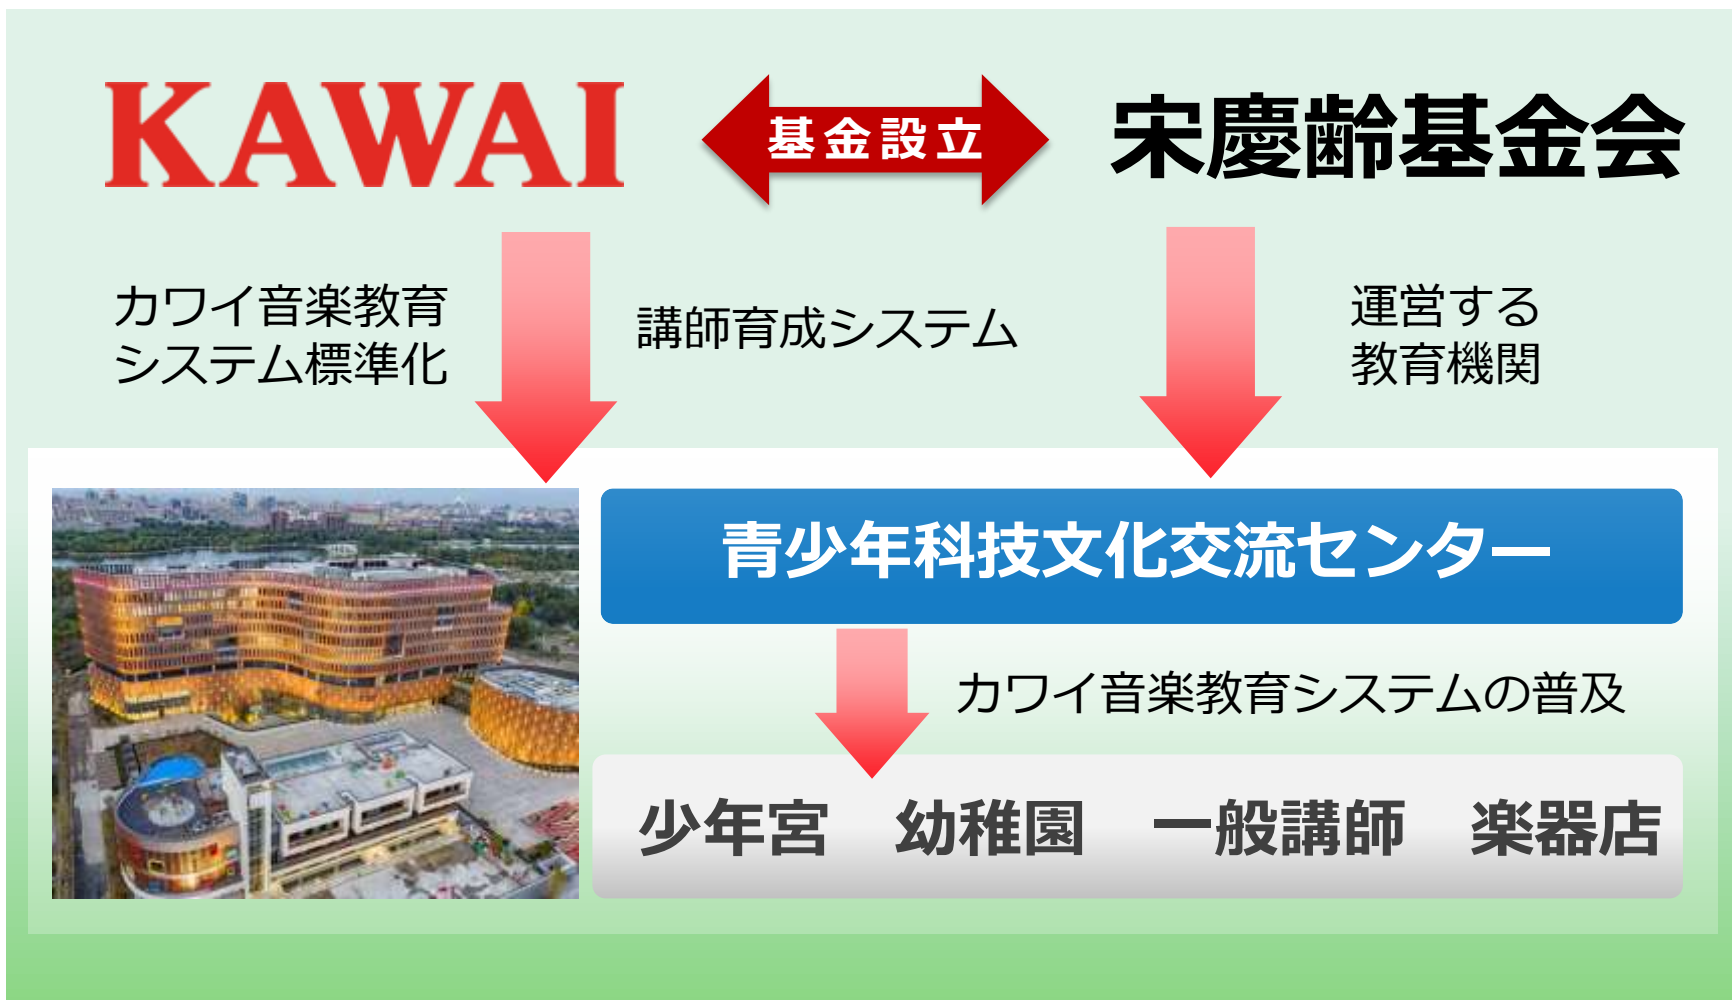 KAWAI
基金設立
宋慶齢基金会
カワイ音楽教育
システム標準化
講師育成システム
運営する
教育機関
青少年科技文化交流センター
カワイ音楽教育システムの普及
少年宮 幼稚園 一般講師 楽器店